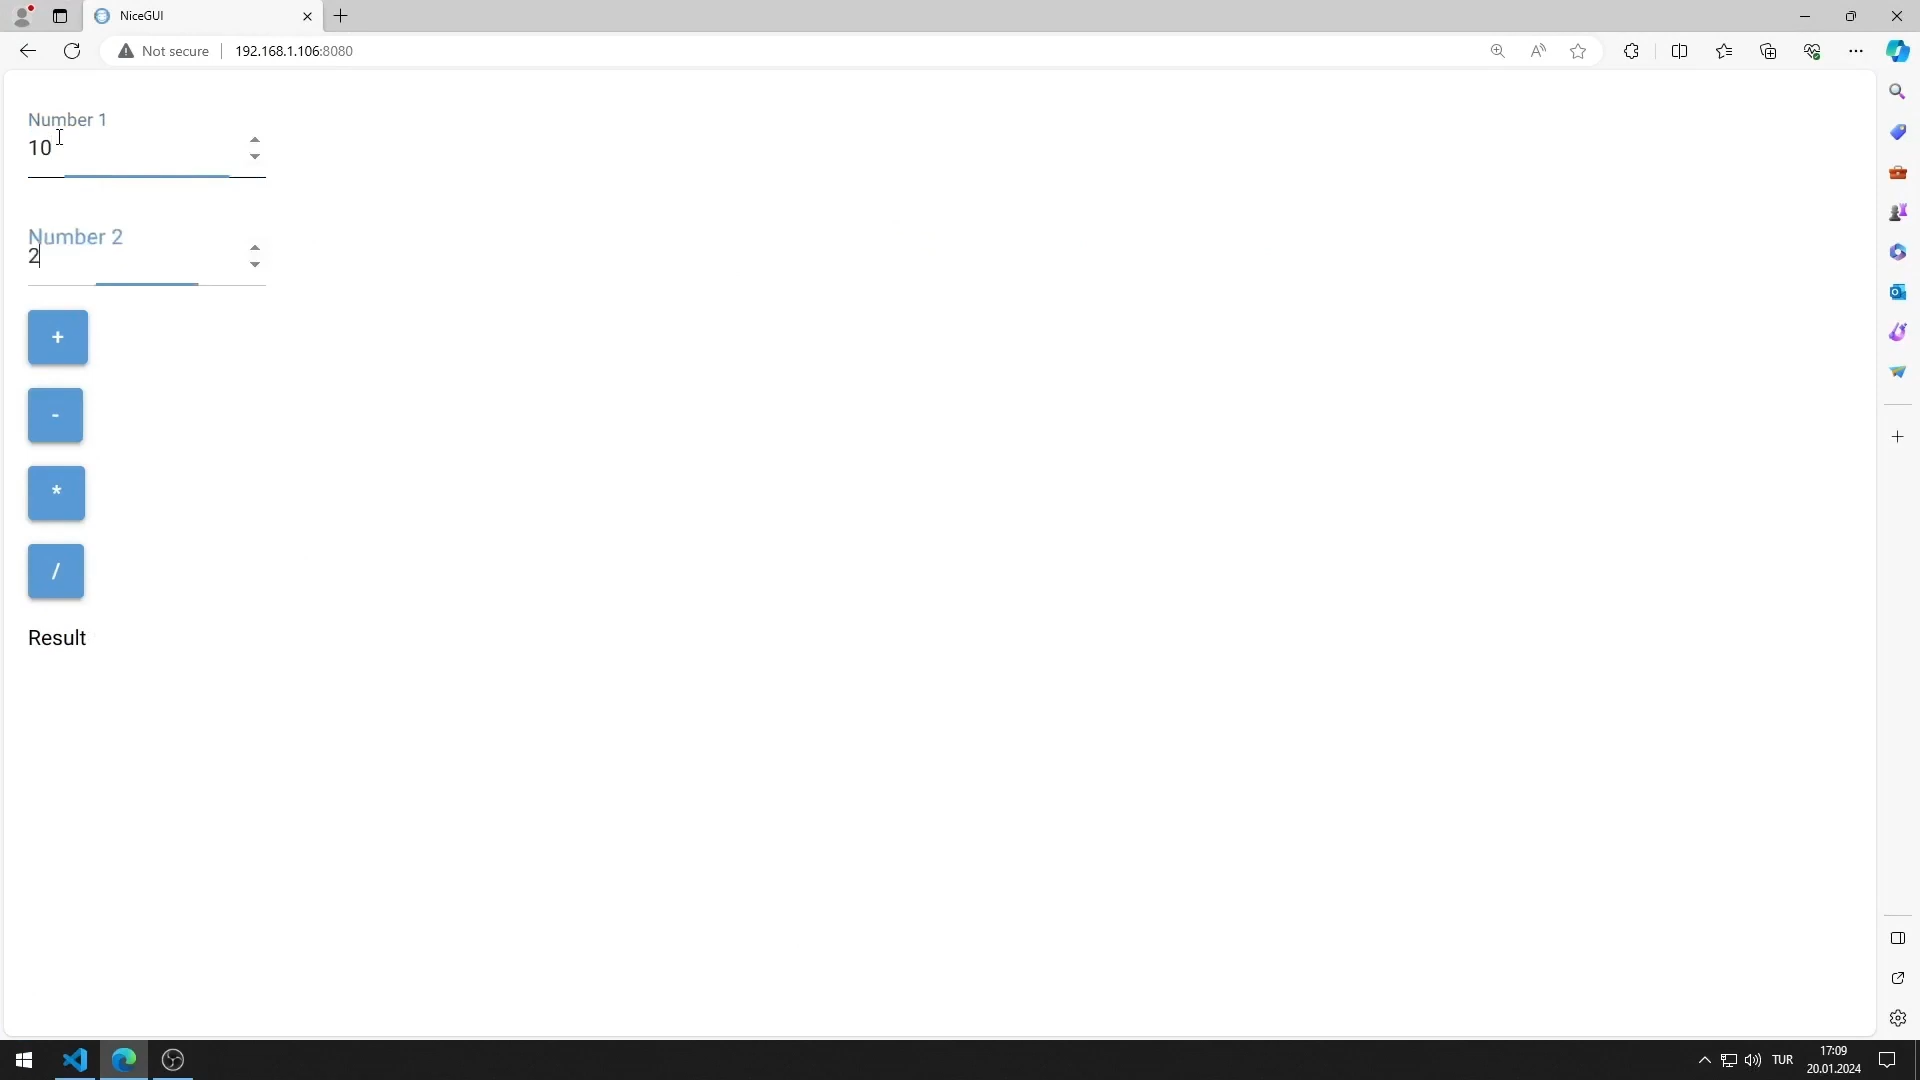 NiceGUI
Not secure
192.168.1.106:8080
Number 1
10
Number 2
2
+
-
*
/
Result
TUR
17:09
20.01.2024